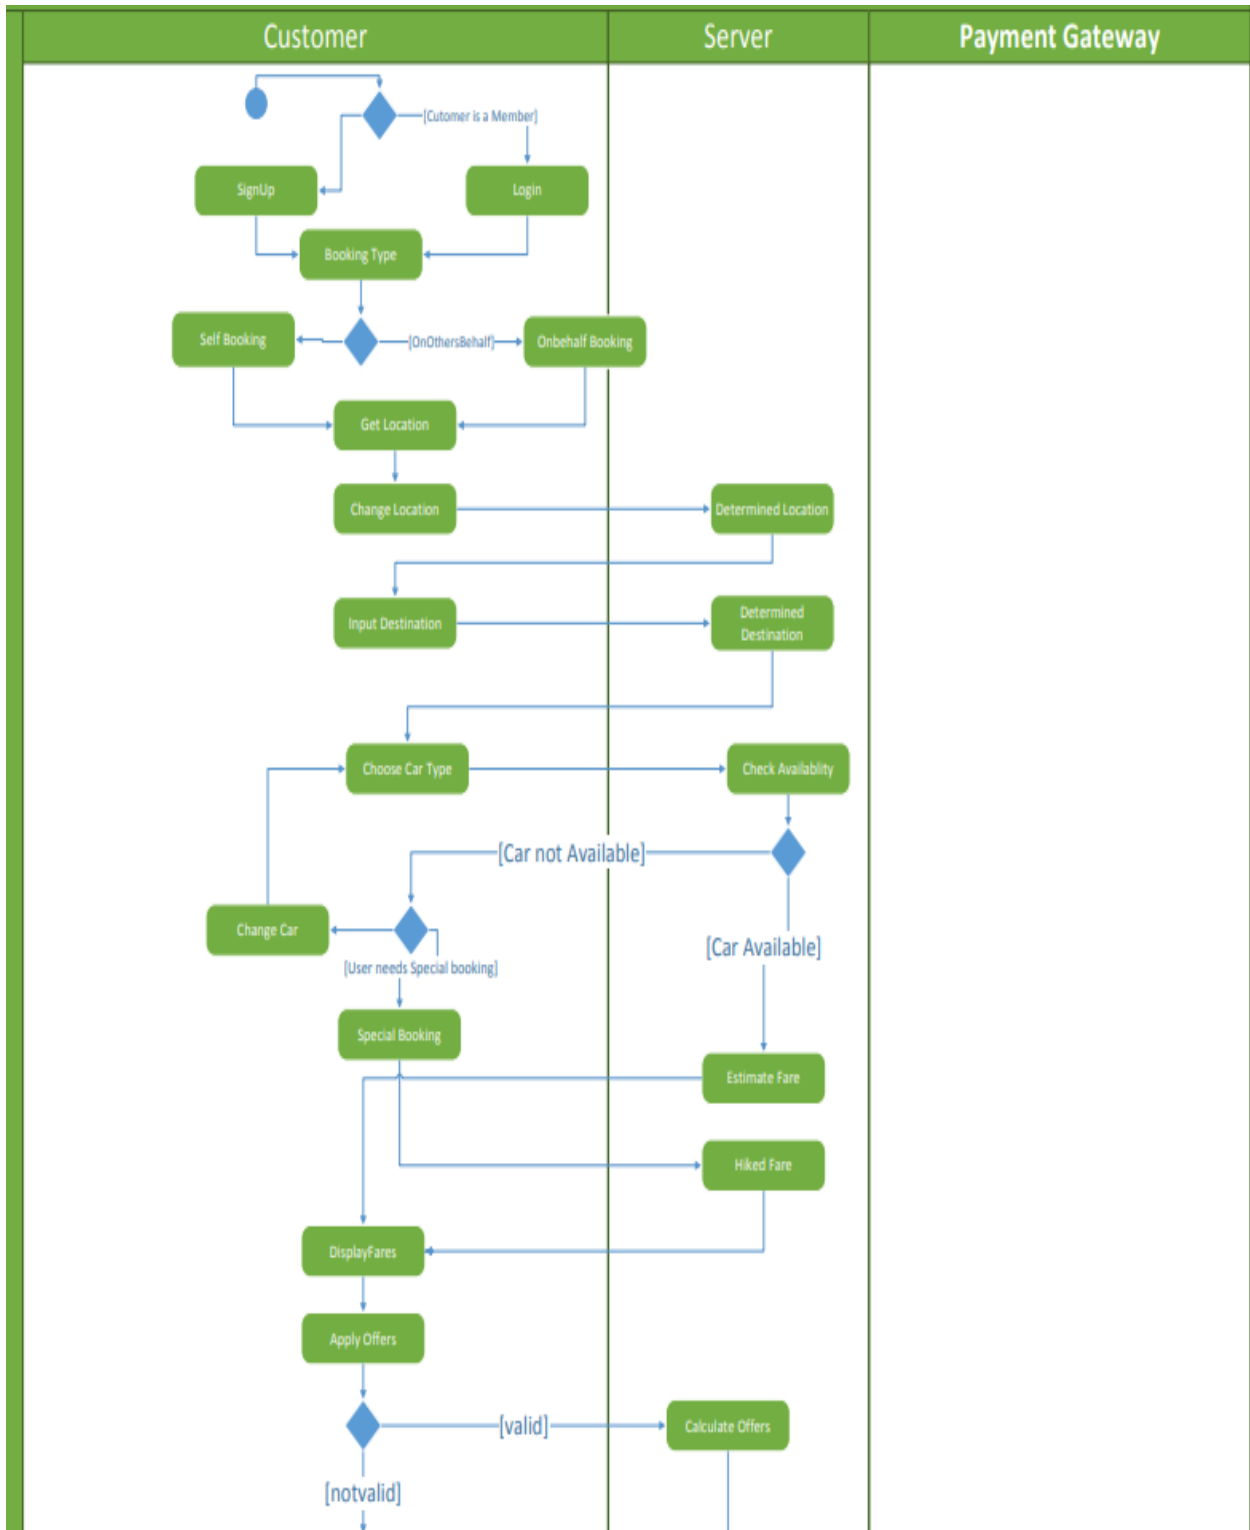 Customer
Server
Payment Gateway
[Cutomer is a Member]
SignUp
Login
Booking Type
Self Booking
[OnOthersBehalf]
Onbehalf Booking
Get Location
Change Location
Determined Location
Input Destination
Determined
Destination
Choose Car Type
Check Availablity
[Car not Available]
Change Car
[Car Available]
[User needs Special booking]
Special Booking
Estimate Fare
Hiked Fare
DisplayFares
Apply Offers
[valid]
Calculate Offers
[notvalid]